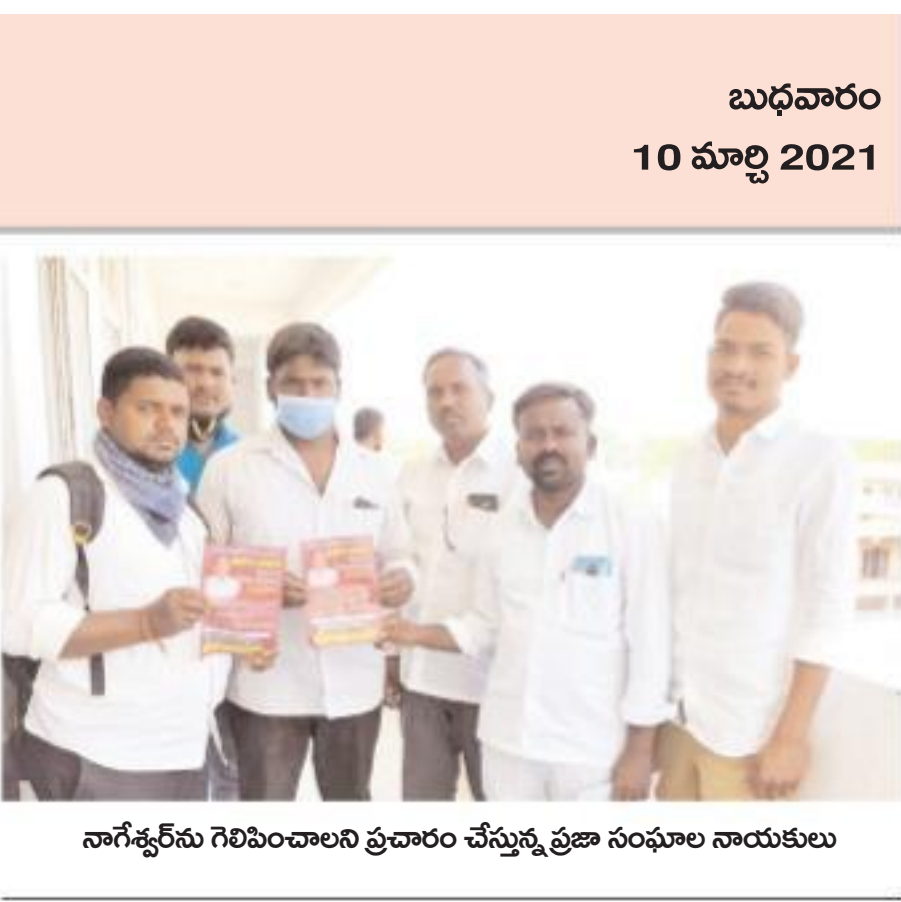 బుధవారం
10 మార్చి 2021
నాగేశ్వర్‌ను గెలిపించాలని ప్రచారం చేస్తున్న ప్రజా సంఘాల నాయకులు